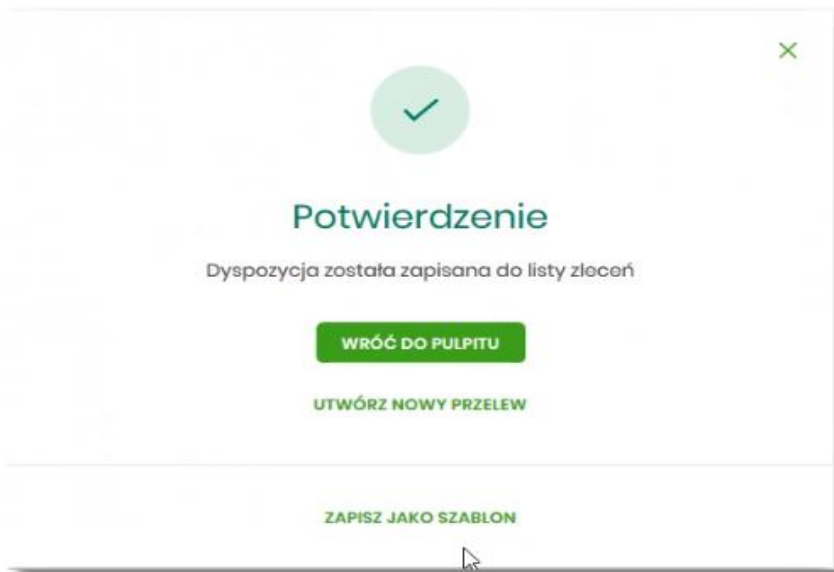 Potwierdzenie
Dyspozycja została zapisana do listy zleceń
WRÓĆ DO PULPITU
UTWÓRZ NOWY PRZELEW
ZAPISZ JAKO SZABLON